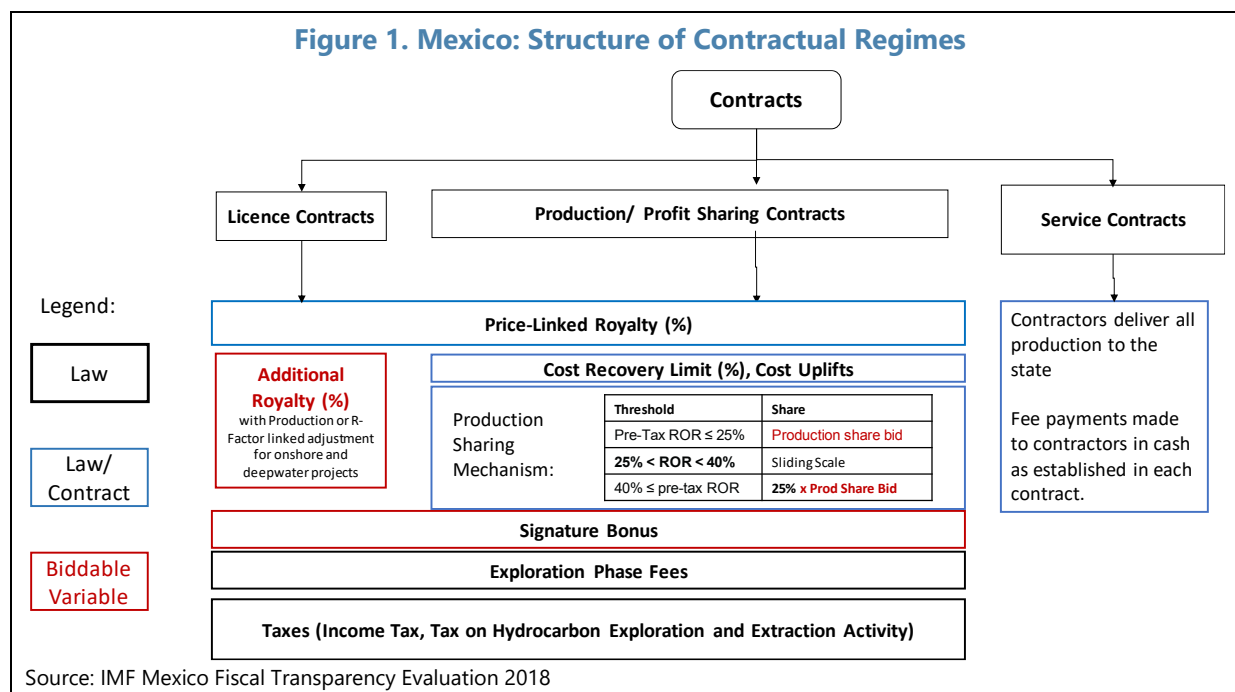 Figure 1. Mexico: Structure of Contractual Regimes
Contracts
Licence Contracts
Production/ Profit Sharing Contracts
Service Contracts
Legend:
Law
Law/
Contract
Biddable
Variable
Price-Linked Royalty (%)
Additional
Royalty (%)
with Production or R-
Factor linked adjustment
for onshore and
deepwater projects
Cost Recovery Limit (%), Cost Uplifts
Production
Sharing
Mechanism:
Threshold Share
Pre-Tax ROR ≤ 25% Production share bid
25% < ROR < 40% Sliding Scale
40% ≤ pre-tax ROR 25% x Prod Share Bid
Signature Bonus
Exploration Phase Fees
Taxes (Income Tax, Tax on Hydrocarbon Exploration and Extraction Activity)
Contractors deliver all
production to the
state
Fee payments made
to contractors in cash
as established in each
contract.
Source: IMF Mexico Fiscal Transparency Evaluation 2018